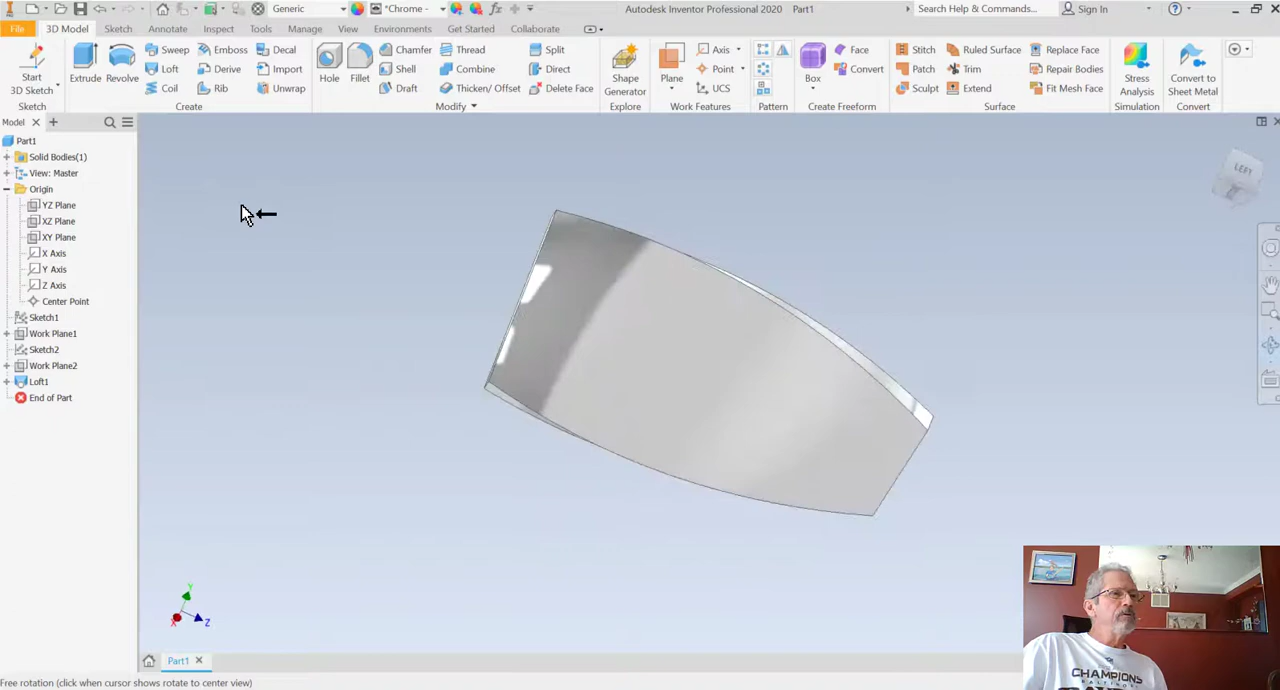 Generic
*Chrome -
Autodesk Inventor Professional 2020 Part1
Search Help & Commands...
Sign In
File 3D Model Sketch Annotate Inspect Tools Manage View Environments Get Started Collaborate
Start
3D Sketch
Extrude
Revolve
Sweep
Emboss
Decal
Loft
Derive
Import
Coil
Rib
Unwrap
Hole
Fillet
Chamfer
Thread
Split
Shell
Combine
Direct
Draft
Thicken/ Offset
Delete Face
Shape
Generator
Plane
Axis
Point
UCS
Box
Face
Convert
Stitch
Ruled Surface
Replace Face
Patch
Trim
Repair Bodies
Sculpt
Extend
Fit Mesh Face
Stress
Analysis
Convert to
Sheet Metal
Sketch Create Modify Explore Work Features Pattern Create Freeform Surface Simulation Convert
Model
Part1
Solid Bodies(1)
View: Master
Origin
YZ Plane
XZ Plane
XY Plane
X Axis
Y Axis
Z Axis
Center Point
Sketch1
Work Plane1
Sketch2
Work Plane2
Loft1
End of Part
LEFT
Y
X
Z
CHAMPIONS
Part1
Free rotation (click when cursor shows rotate to center view)